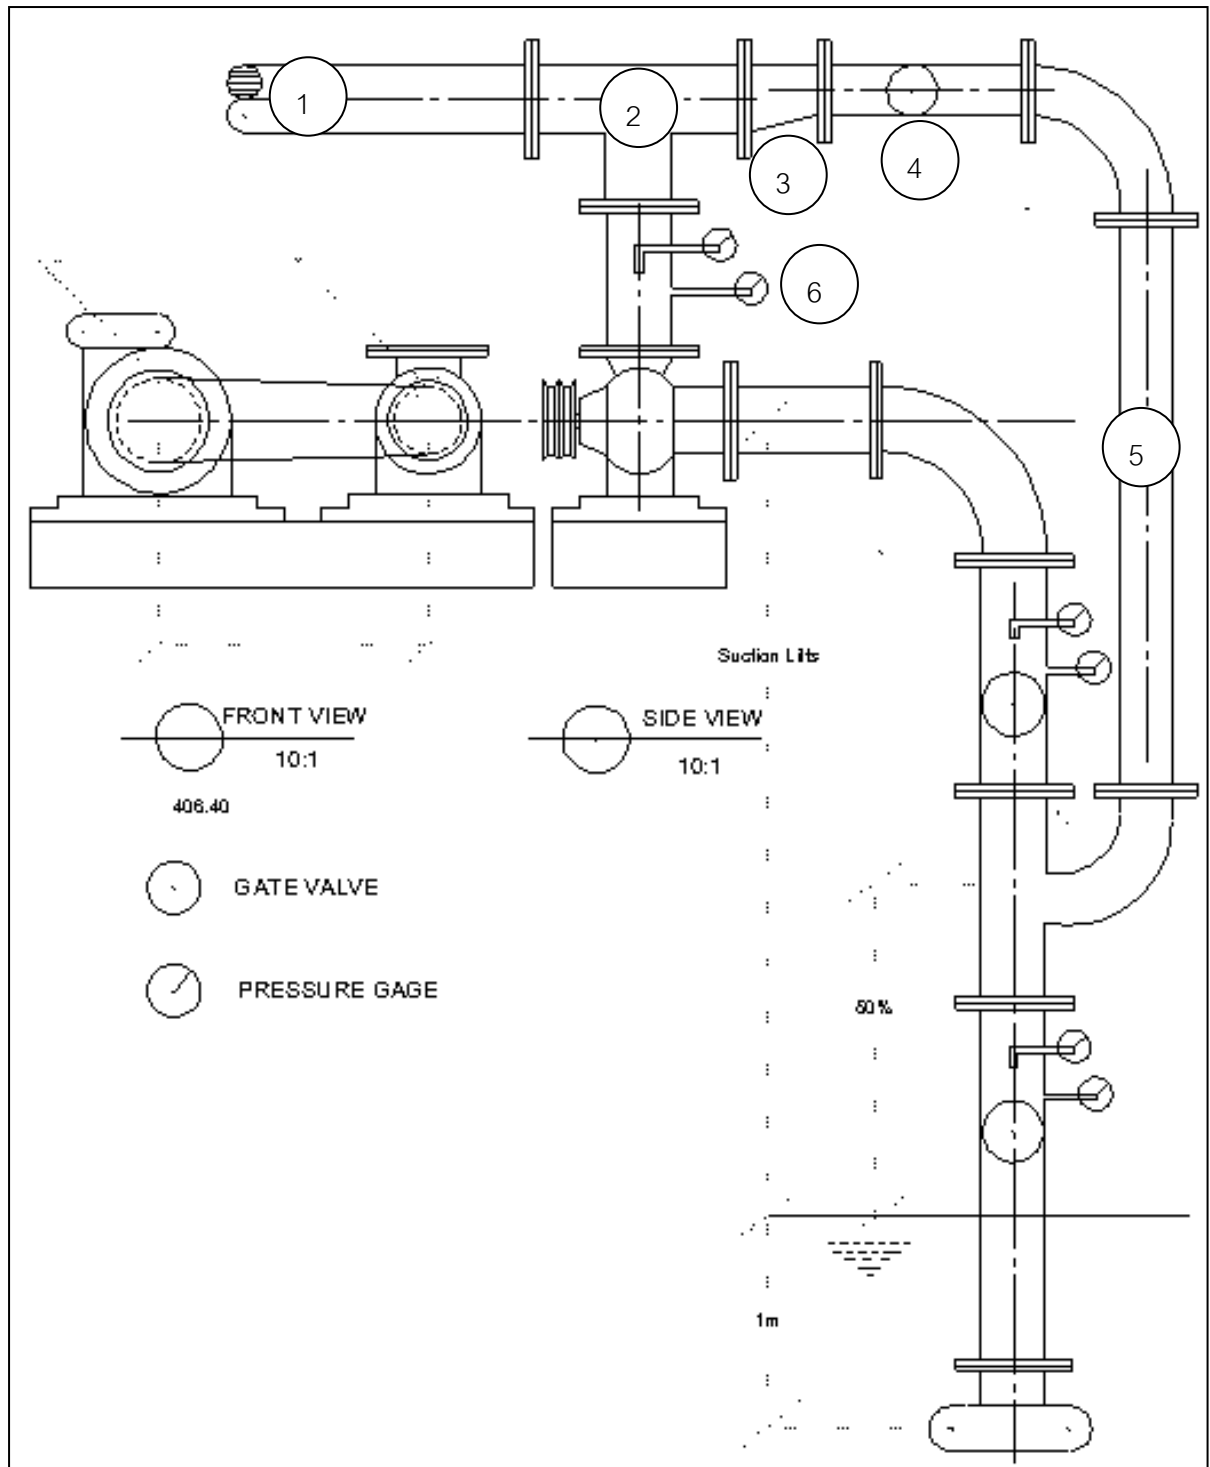 1
2
3
4
6
5
Suction Lifts
FRONT VIEW
10:1
SIDE VIEW
10:1
406.40
GATE VALVE
PRESSURE GAGE
50%
1m